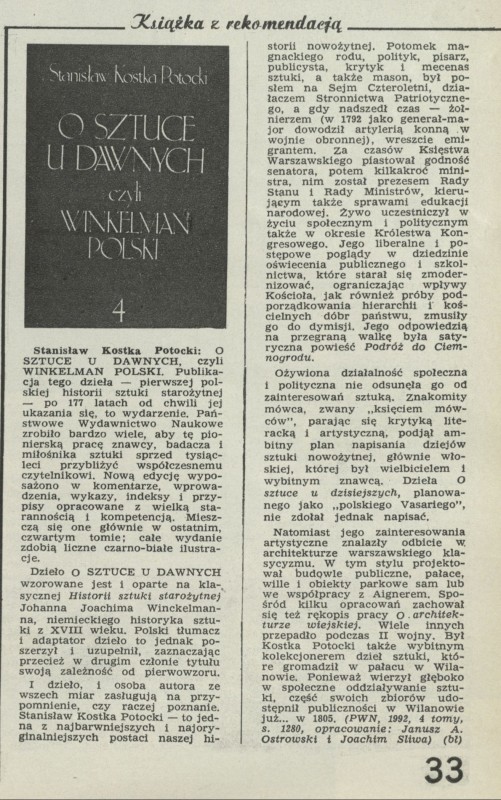 Książka z rekomendacją
Stanisław Kostka Potocki
O SZTUCE
U DAWNYCH
czyli
WINKELMAN
POLSKI
4
Stanisław Kostka Potocki: O
SZTUCE U DAWNYCH, czyli
WINKELMAN POLSKI. Publika-
cja tego dzieła — pierwszej pol-
skiej historii sztuki starożytnej
— po 177 latach od chwili jej
ukazania się, to wydarzenie. Pań-
stwowe Wydawnictwo Naukowe
zrobiło bardzo wiele, aby tę pio-
nierską pracę znawcy, badacza i
miłośnika sztuki sprzed tysiąc-
leci przybliżyć współczesnemu
czytelnikowi. Nową edycję wypo-
sażono w komentarze, wprowa-
dzenia, wykazy, indeksy i przy-
pisy opracowane z wielką sta-
rannością i kompetencją. Miesz-
czą się one głównie w ostatnim,
czwartym tomie; całe wydanie
zdobią liczne czarno-białe ilustra-
cje.
Dzieło O SZTUCE U DAWNYCH
wzorowane jest i oparte na kla-
sycznej Historii sztuki starożytnej
Johanna Joachima Winckelman-
na, niemieckiego historyka sztu-
ki z XVIII wieku. Polski tłumacz
i adaptator dzieło to jednak po-
szerzył i uzupełnił, zaznaczając
przecież w drugim członie tytułu
swoją zależność od pierwowzoru.
I dzieło, i osoba autora ze
wszech miar zasługują na przy-
pomnienie, czy raczej poznanie.
Stanisław Kostka Potocki — to jed-
na z najbarwniejszych i najory-
ginalniejszych postaci naszej hi-
storii nowożytnej. Potomek ma-
gnackiego rodu, polityk, pisarz,
publicysta, krytyk i mecenas
sztuki, a także mason, był po-
słem na Sejm Czteroletni, dzia-
łaczem Stronnictwa Patriotyczne-
go, a gdy nadszedł czas — żoł-
nierzem (w 1792 jako generał-ma-
jor dowodził artylerią konną w
wojnie obronnej), wreszcie emi-
grantem. Za czasów Księstwa
Warszawskiego piastował godność
senatora, potem kilkakroć mini-
stra, nim został prezesem Rady
Stanu i Rady Ministrów, kieru-
jącym także sprawami edukacji
narodowej. Żywo uczestniczył w
życiu społecznym i politycznym
także w okresie Królestwa Kon-
gresowego. Jego liberalne i po-
stępowe poglądy w dziedzinie
oświecenia publicznego i szkol-
nictwa, które starał się zmoder-
nizować, ograniczając wpływy
Kościoła, jak również próby pod-
porządkowania hierarchii i koś-
cielnych dóbr państwu, zmusiły
go do dymisji. Jego odpowiedzią
na przegraną walkę była saty-
ryczna powieść Podróż do Ciem-
nogrodu.
Ożywiona działalność społeczna
i polityczna nie odsunęła go od
zainteresowań sztuką. Znakomity
mówca, zwany „księciem mów-
ców”, parając się krytyką lite-
racką i artystyczną, podjął am-
bitny plan napisania dziejów
sztuki nowożytnej, głównie wło-
skiej, której był wielbicielem i
wybitnym znawcą. Dzieła O
sztuce u dzisiejszych, planowa-
nego jako „polskiego Vasariego”,
nie zdołał jednak napisać.
Natomiast jego zainteresowania
artystyczne znalazły odbicie w
architekturze warszawskiego kla-
sycyzmu. W tym stylu projekto-
wał budowle publiczne, pałace,
wille i obiekty parkowe sam lub
we współpracy z Aignerem. Spo-
śród kilku opracowań zachował
się też rękopis pracy O architek-
turze wiejskiej. Wiele innych
przepadło podczas II wojny. Był
Kostka Potocki także wybitnym
kolekcjonerem dzieł sztuki, któ-
re gromadził w pałacu w Wila-
nowie. Ponieważ wierzył głęboko
w społeczne oddziaływanie sztu-
ki, część swoich zbiorów udo-
stępnił publiczności w Wilanowie
już... w 1805. (PWN, 1992, 4 tomy,
s. 1280, opracowanie: Janusz A.
Ostrowski i Joachim Śliwa) (bt)
33